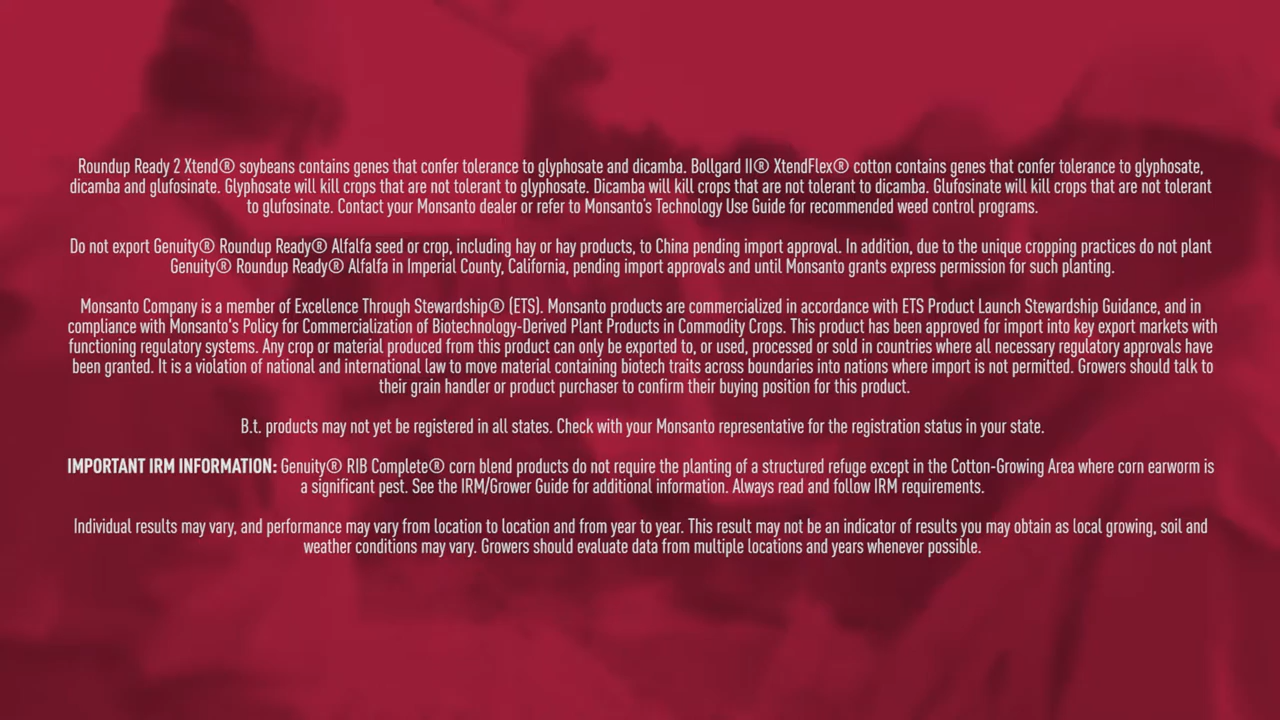 Roundup Ready 2 Xtend® soybeans contains genes that confer tolerance to glyphosate and dicamba. Bollgard II® XtendFlex® cotton contains genes that confer tolerance to glyphosate,
dicamba and glufosinate. Glyphosate will kill crops that are not tolerant to glyphosate. Dicamba will kill crops that are not tolerant to dicamba. Glufosinate will kill crops that are not tolerant
to glufosinate. Contact your Monsanto dealer or refer to Monsanto's Technology Use Guide for recommended weed control programs.
Do not export Genuity® Roundup Ready® Alfalfa seed or crop, including hay or hay products, to China pending import approval. In addition, due to the unique cropping practices do not plant
Genuity® Roundup Ready® Alfalfa in Imperial County, California, pending import approvals and until Monsanto grants express permission for such planting.
Monsanto Company is a member of Excellence Through Stewardship® (ETS). Monsanto products are commercialized in accordance with ETS Product Launch Stewardship Guidance, and in
compliance with Monsanto's Policy for Commercialization of Biotechnology-Derived Plant Products in Commodity Crops. This product has been approved for import into key export markets with
functioning regulatory systems. Any crop or material produced from this product can only be exported to, or used, processed or sold in countries where all necessary regulatory approvals have
been granted. It is a violation of national and international law to move material containing biotech traits across boundaries into nations where import is not permitted. Growers should talk to
their grain handler or product purchaser to confirm their buying position for this product.
B.t. products may not yet be registered in all states. Check with your Monsanto representative for the registration status in your state.
IMPORTANT IRM INFORMATION: Genuity® RIB Complete® corn blend products do not require the planting of a structured refuge except in the Cotton-Growing Area where corn earworm is
a significant pest. See the IRM/Grower Guide for additional information. Always read and follow IRM requirements.
Individual results may vary, and performance may vary from location to location and from year to year. This result may not be an indicator of results you may obtain as local growing, soil and
weather conditions may vary. Growers should evaluate data from multiple locations and years whenever possible.